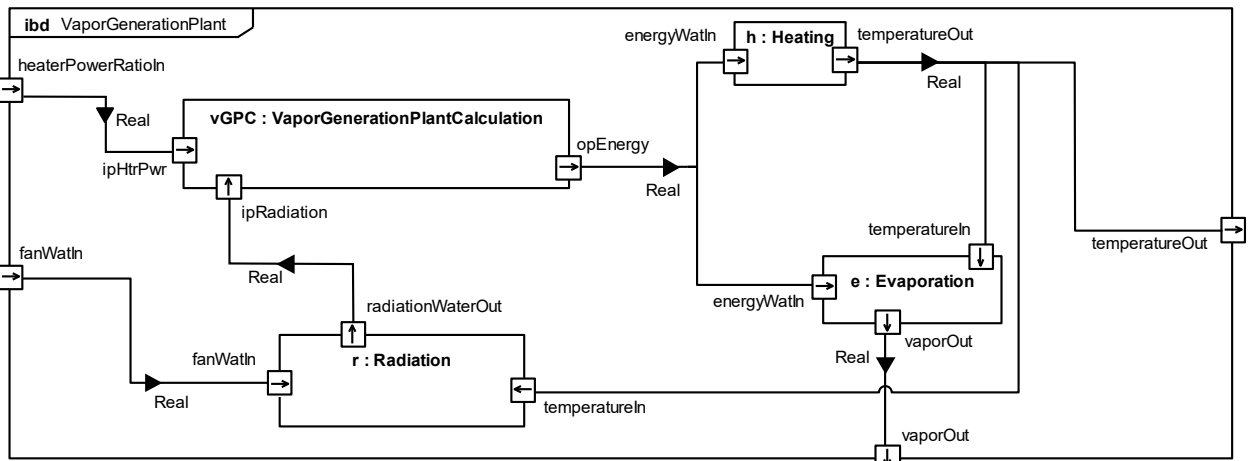 ibd VaporGenerationPlant
energyWatIn
h : Heating
temperatureOut
heaterPowerRatioIn
Real
Real
vGPC : VaporGenerationPlantCalculation
opEnergy
ipHtrPwr
Real
ipRadiation
temperatureIn
temperatureOut
fanWatIn
Real
e : Evaporation
energyWatIn
radiationWaterOut
vaporOut
Real
fanWatIn
r : Radiation
Real
temperatureIn
vaporOut